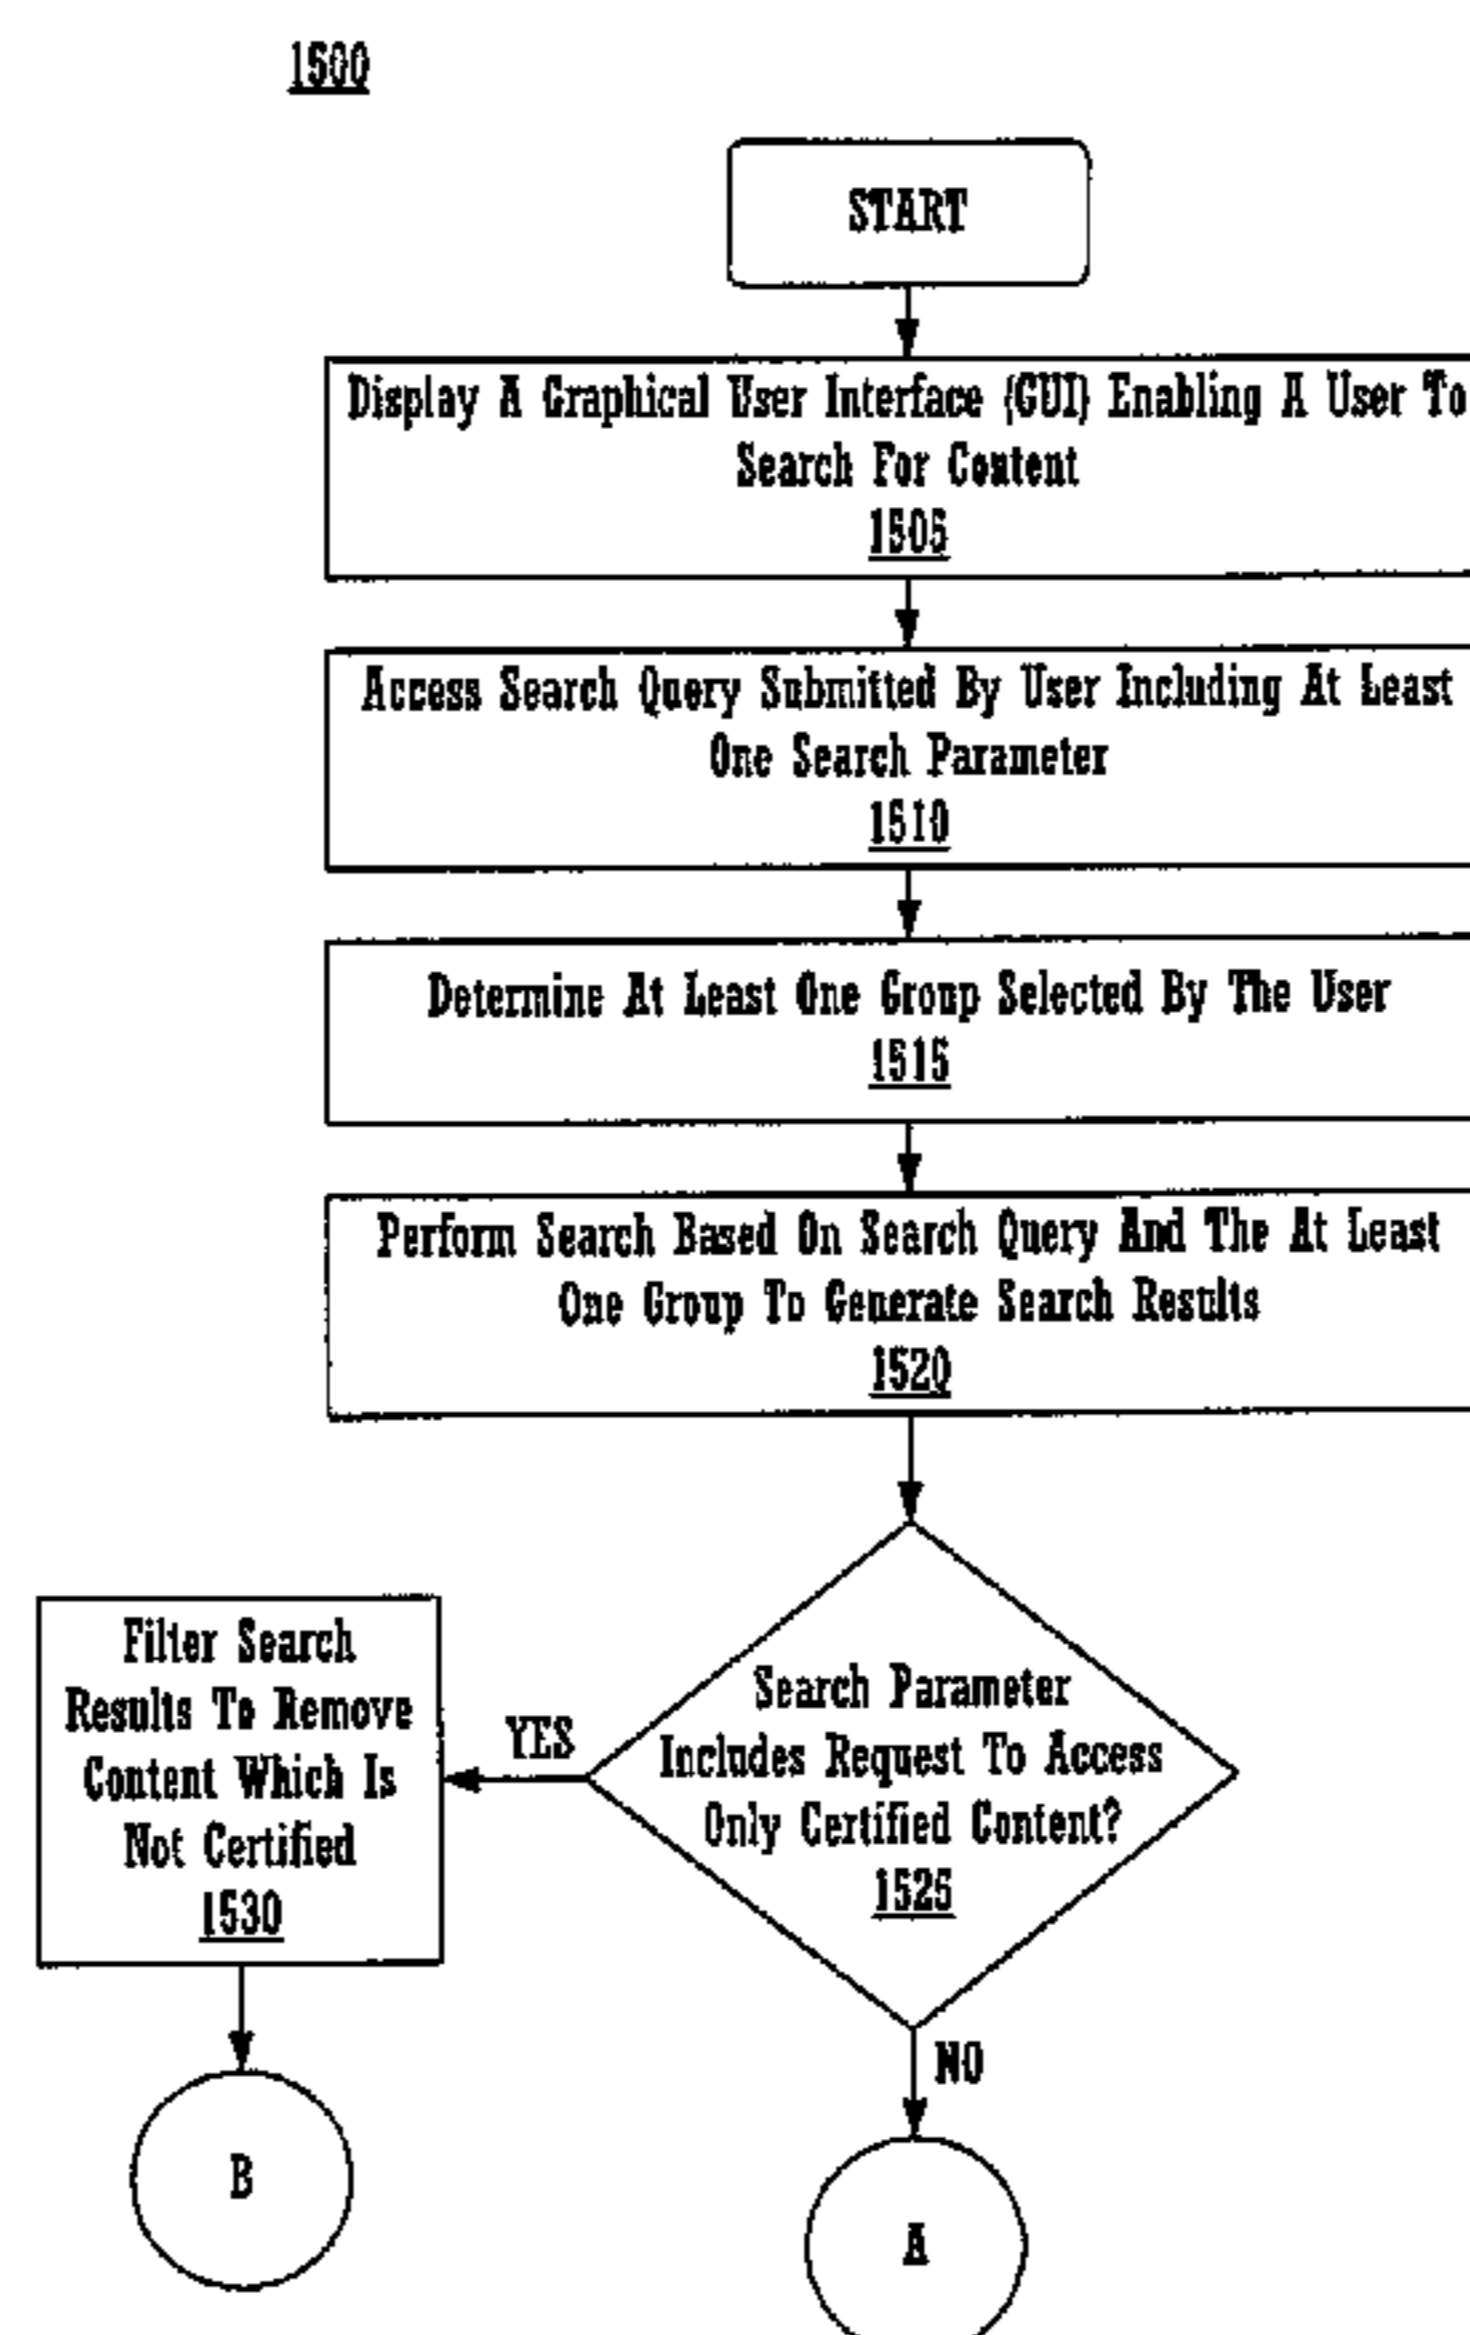 1500
START
Display A Graphical User Interface (GUI) Enabling A User To
Search For Content
1505
Access Search Query Submitted By User Including At Least
One Search Parameter
1510
Determine At Least One Group Selected By The User
1515
Perform Search Based On Search Query And The At Least
One Group To Generate Search Results
1520
Filter Search
Results To Remove
Content Which Is
Not Certified
1530
YES
Search Parameter
Includes Request To Access
Only Certified Content?
1525
NO
B
A